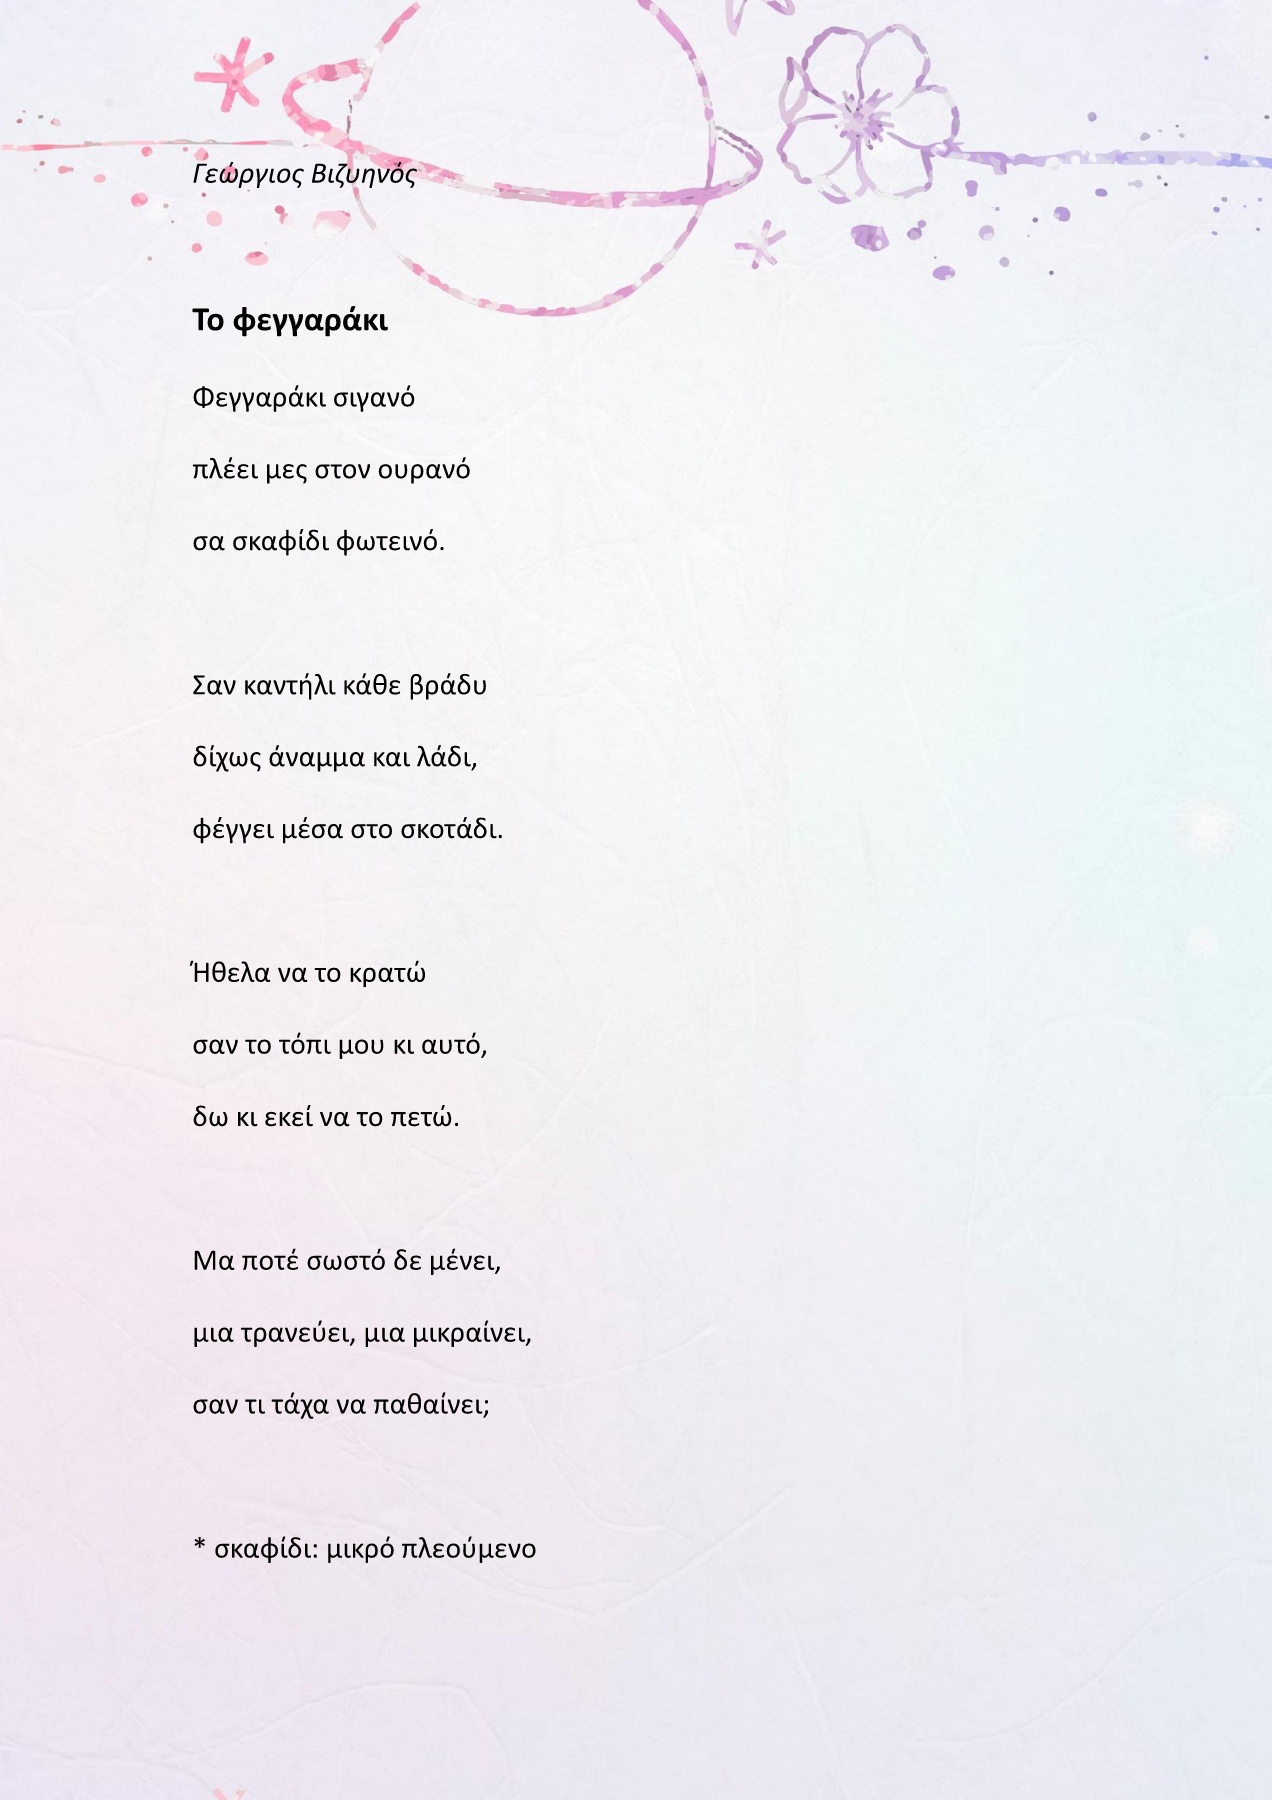 Γεώργιος Βιζυηνός
Το φεγγαράκι
Φεγγαράκι σιγανό
πλέει μες στον ουρανό
σα σκαφίδι φωτεινό.
Σαν καντήλι κάθε βράδυ
δίχως άναμμα και λάδι,
φέγγει μέσα στο σκοτάδι.
Ήθελα να το κρατώ
σαν το τόπι μου κι αυτό,
δω κι εκεί να το πετώ.
Μα ποτέ σωστό δε μένει,
μια τρανεύει, μια μικραίνει,
σαν τι τάχα να παθαίνει;
* σκαφίδι: μικρό πλεούμενο